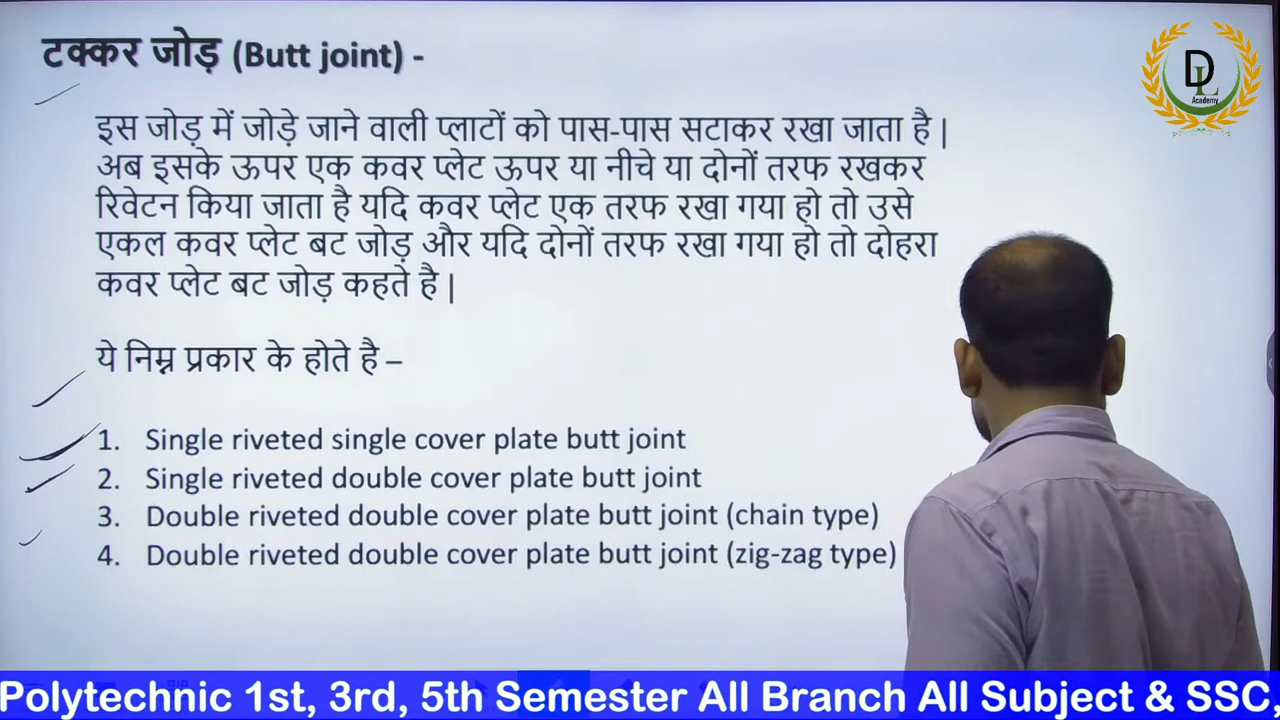 टक्कर जोड़ (Butt joint) -
DL
Academy
इस जोड़ में जोड़े जाने वाली प्लाटों को पास-पास सटाकर रखा जाता है |
अब इसके ऊपर एक कवर प्लेट ऊपर या नीचे या दोनों तरफ रखकर
रिवेटन किया जाता है यदि कवर प्लेट एक तरफ रखा गया हो तो उसे
एकल कवर प्लेट बट जोड़ और यदि दोनों तरफ रखा गया हो तो दोहरा
कवर प्लेट बट जोड़ कहते है |
ये निम्न प्रकार के होते है –
1. Single riveted single cover plate butt joint
2. Single riveted double cover plate butt joint
3. Double riveted double cover plate butt joint (chain type)
4. Double riveted double cover plate butt joint (zig-zag type)
Polytechnic 1st, 3rd, 5th Semester All Branch All Subject & SSC,